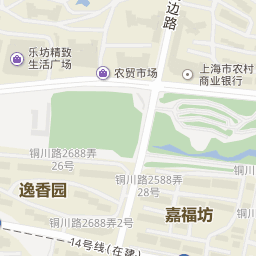 边路
乐坊精致
生活广场
农贸市场
上海市农村
商业银行
铜川路2688弄
26号
铜川路2588弄
28号
逸香园
嘉福坊
铜川路2688弄2号
14号线(在建)